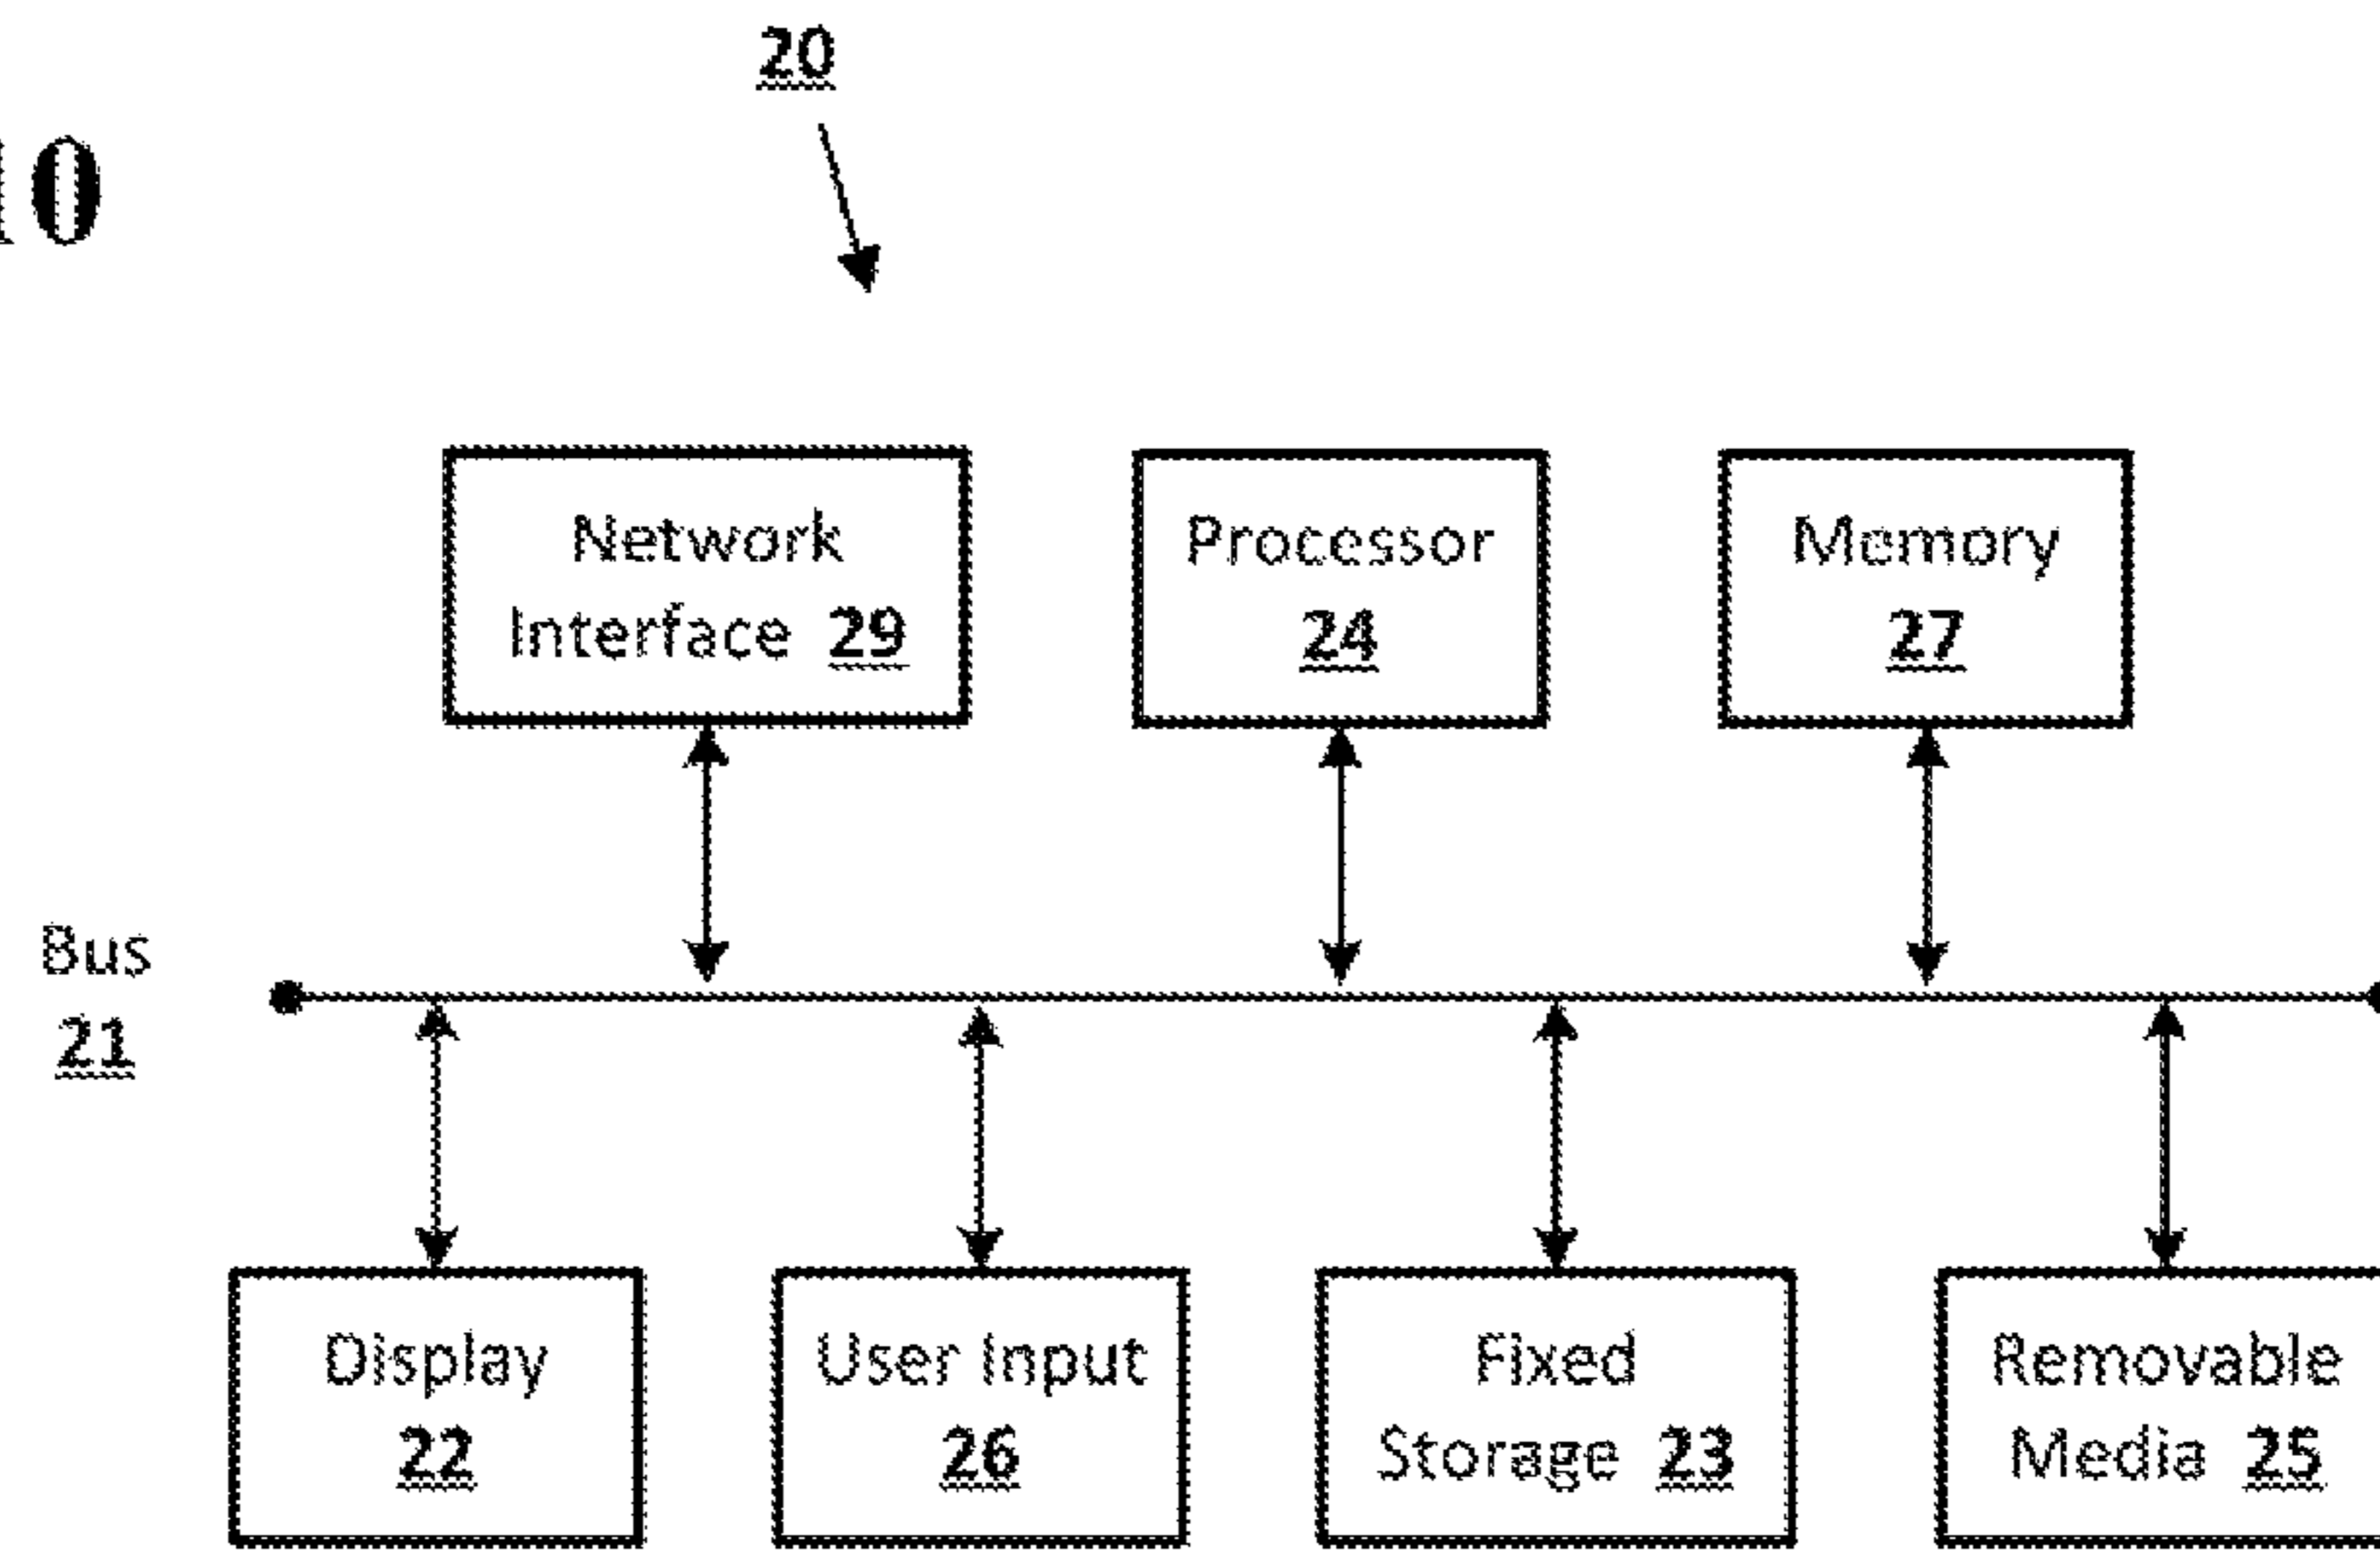 20
10
Network
Interface 29
Processor
24
Memory
27
Bus
21
Display
22
User Input
26
Fixed
Storage 23
Removable
Media 25